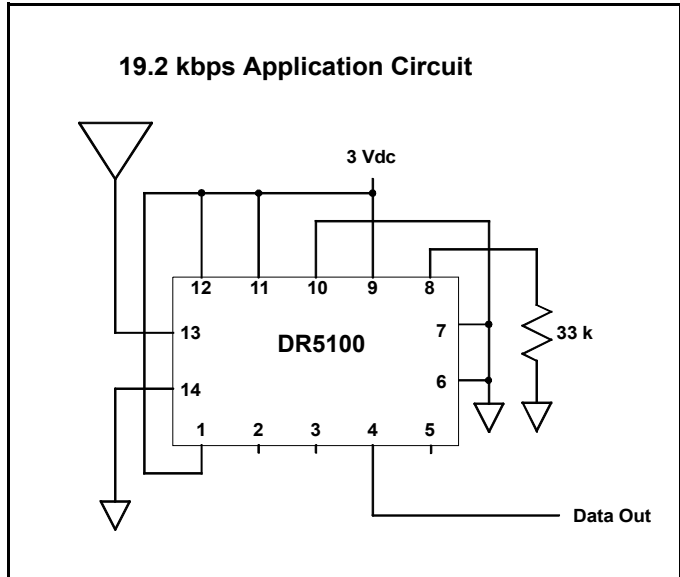 19.2 kbps Application Circuit
3 Vdc
12 11 10 9 8
13
7
33 k
DR5100
14
6
1 2 3 4 5
Data Out